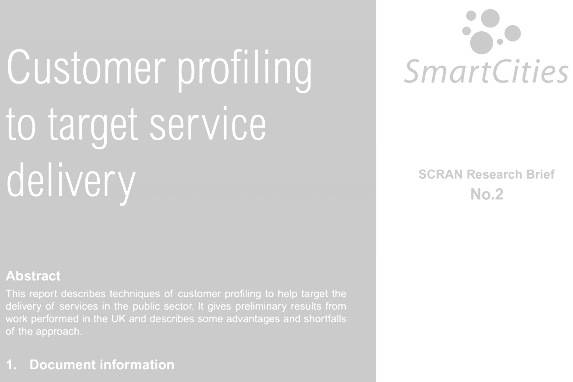 Customer profiling
to target service
delivery
SmartCities
SCRAN Research Brief
No.2
Abstract
This report describes techniques of customer profiling to help target the
delivery of services in the public sector. It gives preliminary results from
work performed in the UK and describes some advantages and shortfalls
of the approach.
1. Document information